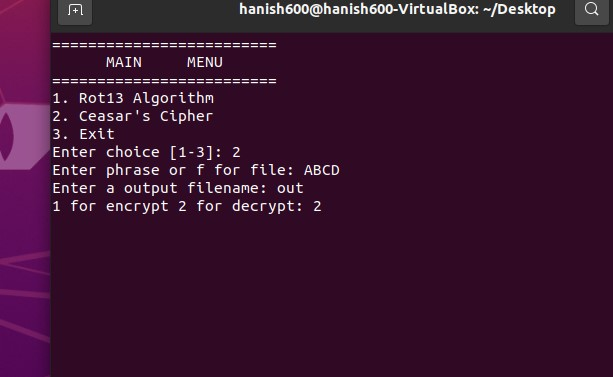 hanish600@hanish600-VirtualBox: ~/Desktop
=========================
MAIN MENU
=========================
1. Rot13 Algorithm
2. Ceasar's Cipher
3. Exit
Enter choice [1-3]: 2
Enter phrase or f for file: ABCD
Enter a output filename: out
1 for encrypt 2 for decrypt: 2